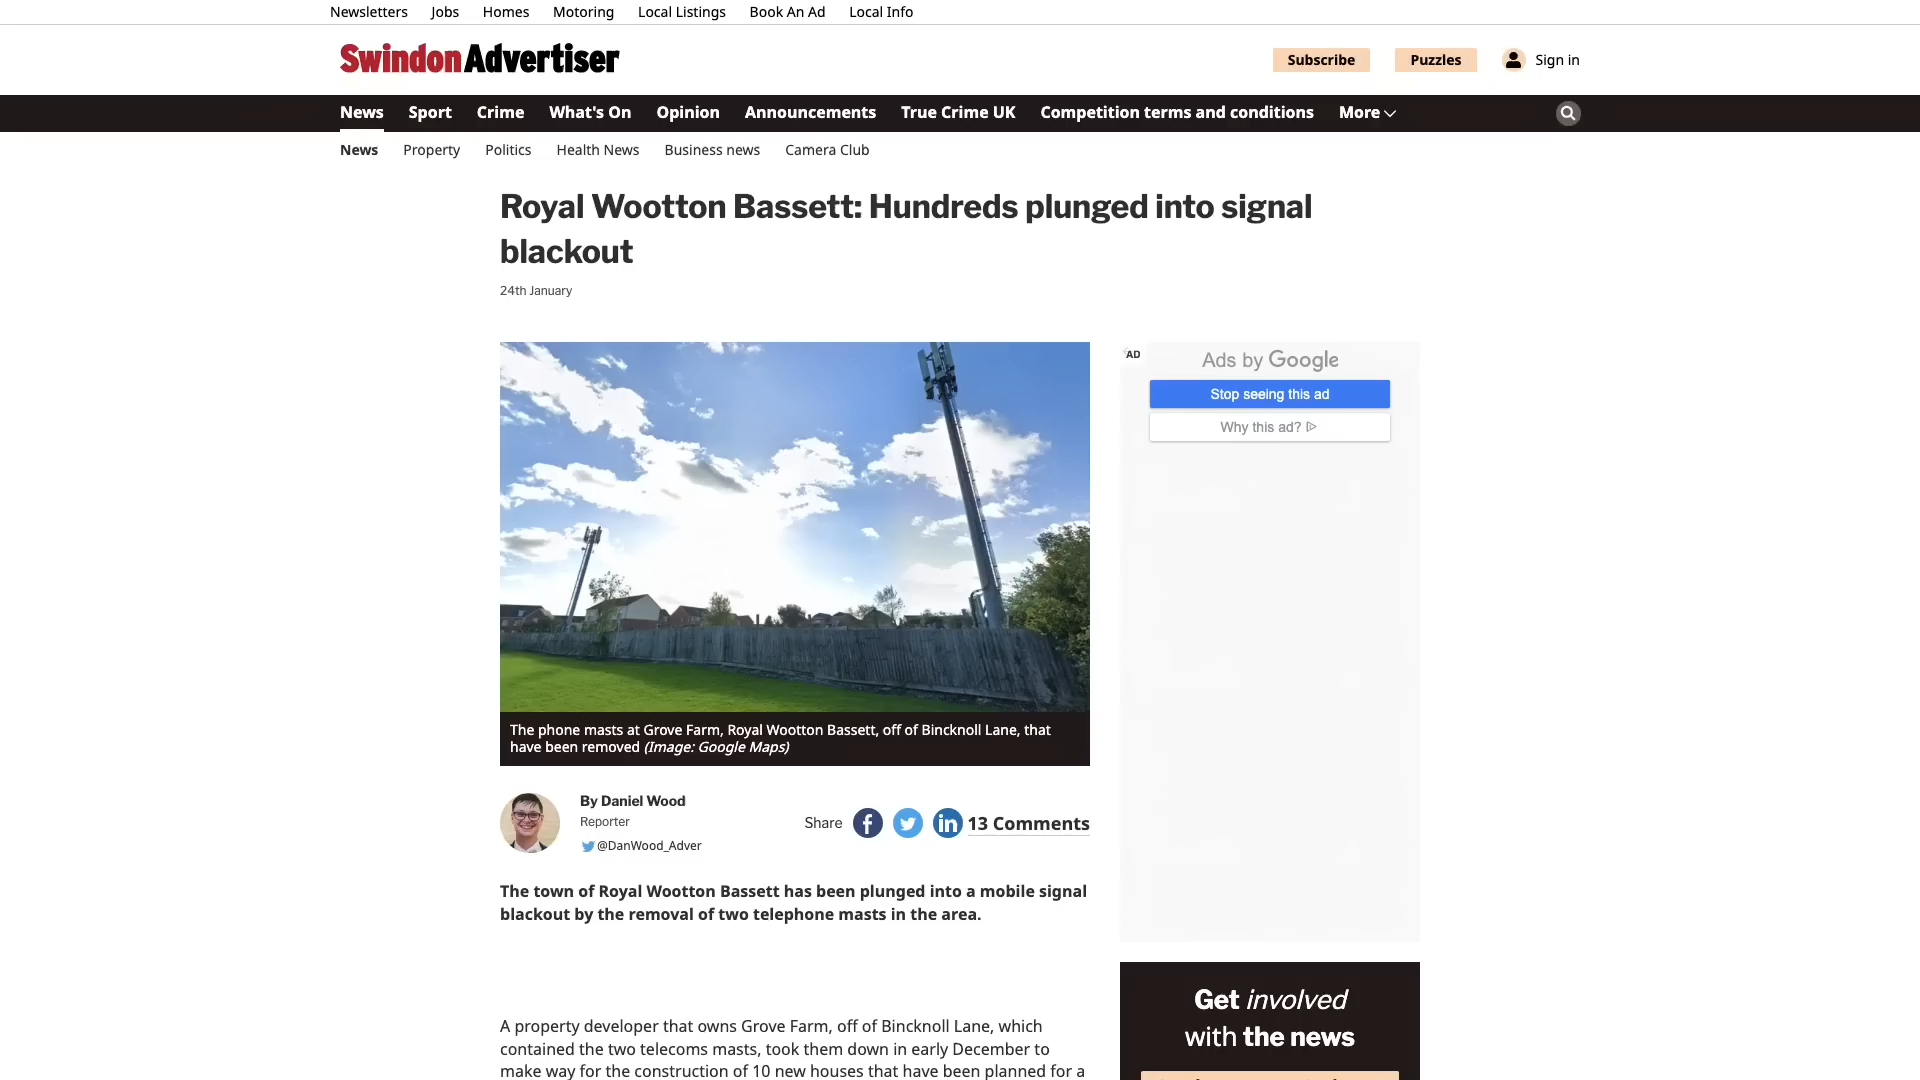 Newsletters Jobs Homes Motoring Local Listings Book An Ad Local Info
Swindon Advertiser
Subscribe Puzzles Sign in
News Sport Crime What's On Opinion Announcements True Crime UK Competition terms and conditions More
News Property Politics Health News Business news Camera Club
Royal Wootton Bassett: Hundreds plunged into signal
blackout
24th January
AD
Ads by Google
Stop seeing this ad
Why this ad?
The phone masts at Grove Farm, Royal Wootton Bassett, off of Bincknoll Lane, that
have been removed (Image: Google Maps)
By Daniel Wood
Reporter
@DanWood_Adver
Share f in 13 Comments
The town of Royal Wootton Bassett has been plunged into a mobile signal
blackout by the removal of two telephone masts in the area.
A property developer that owns Grove Farm, off of Bincknoll Lane, which
contained the two telecoms masts, took them down in early December to
make way for the construction of 10 new houses that have been planned for a
Get involved
with the news